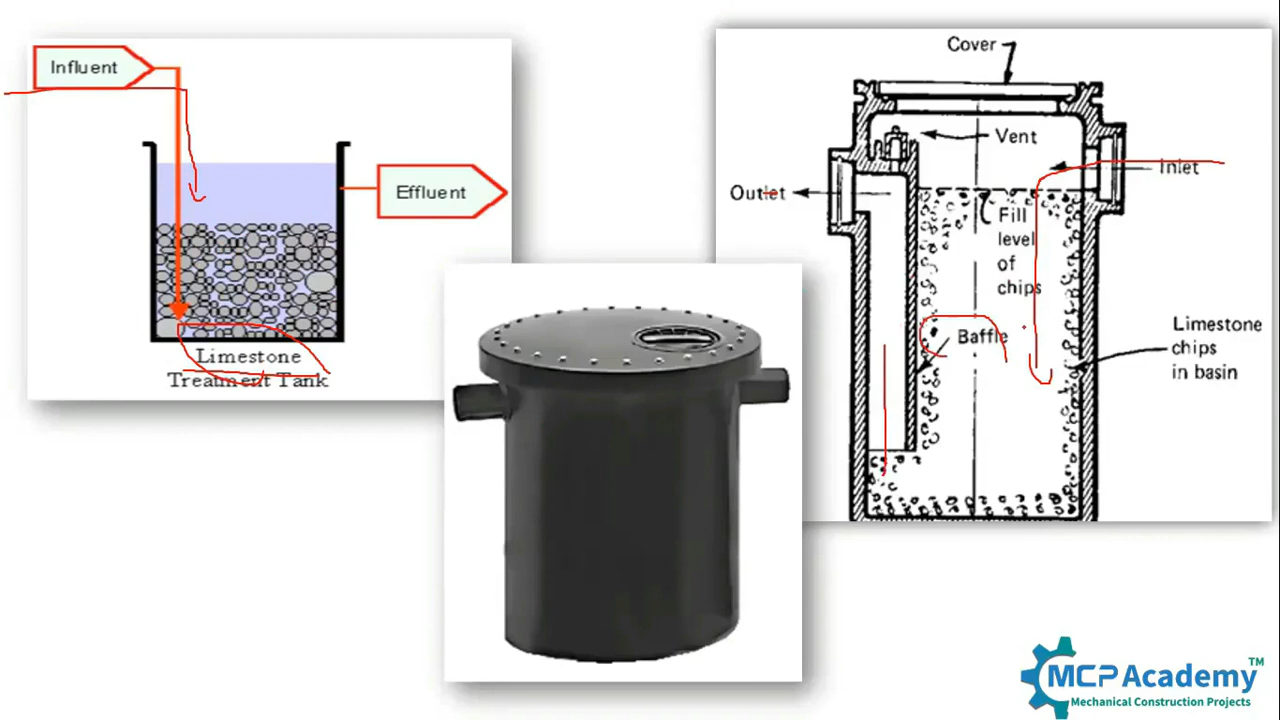 Influent
Effluent
Limestone
Treatment Tank
Cover
Vent
Inlet
Outlet
Fill
level
of
chips
Baffle
Limestone
chips
in basin
MCP Academy™
Mechanical Construction Projects